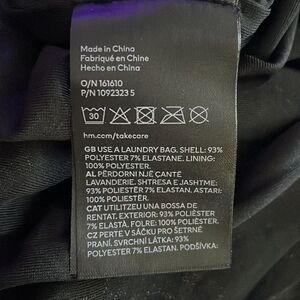 Made in China
Fabriqué en Chine
Hecho en China
O/N 161610
P/N 1092323 5
30
hm.com/takecare
GB USE A LAUNDRY BAG. SHELL: 93%
POLYESTER 7% ELASTANE. LINING:
100% POLYESTER.
AL PËRDORNI NJË ÇANTË
LAVANDERIE. SHTRESA E JASHTME:
93% POLIESTËR 7% ELASTAN. ASTARI:
100% POLIESTËR.
CAT UTILITZEU UNA BOSSA DE
RENTAT. EXTERIOR: 93% POLIÈSTER
7% ELASTÀ. FOLRE: 100% POLIÈSTER.
CZ PERTE V SÁČKU PRO ŠETRNÉ
PRANÍ. SVRCHNÍ LÁTKA: 93%
POLYESTER 7% ELASTAN. PODŠÍVKA: